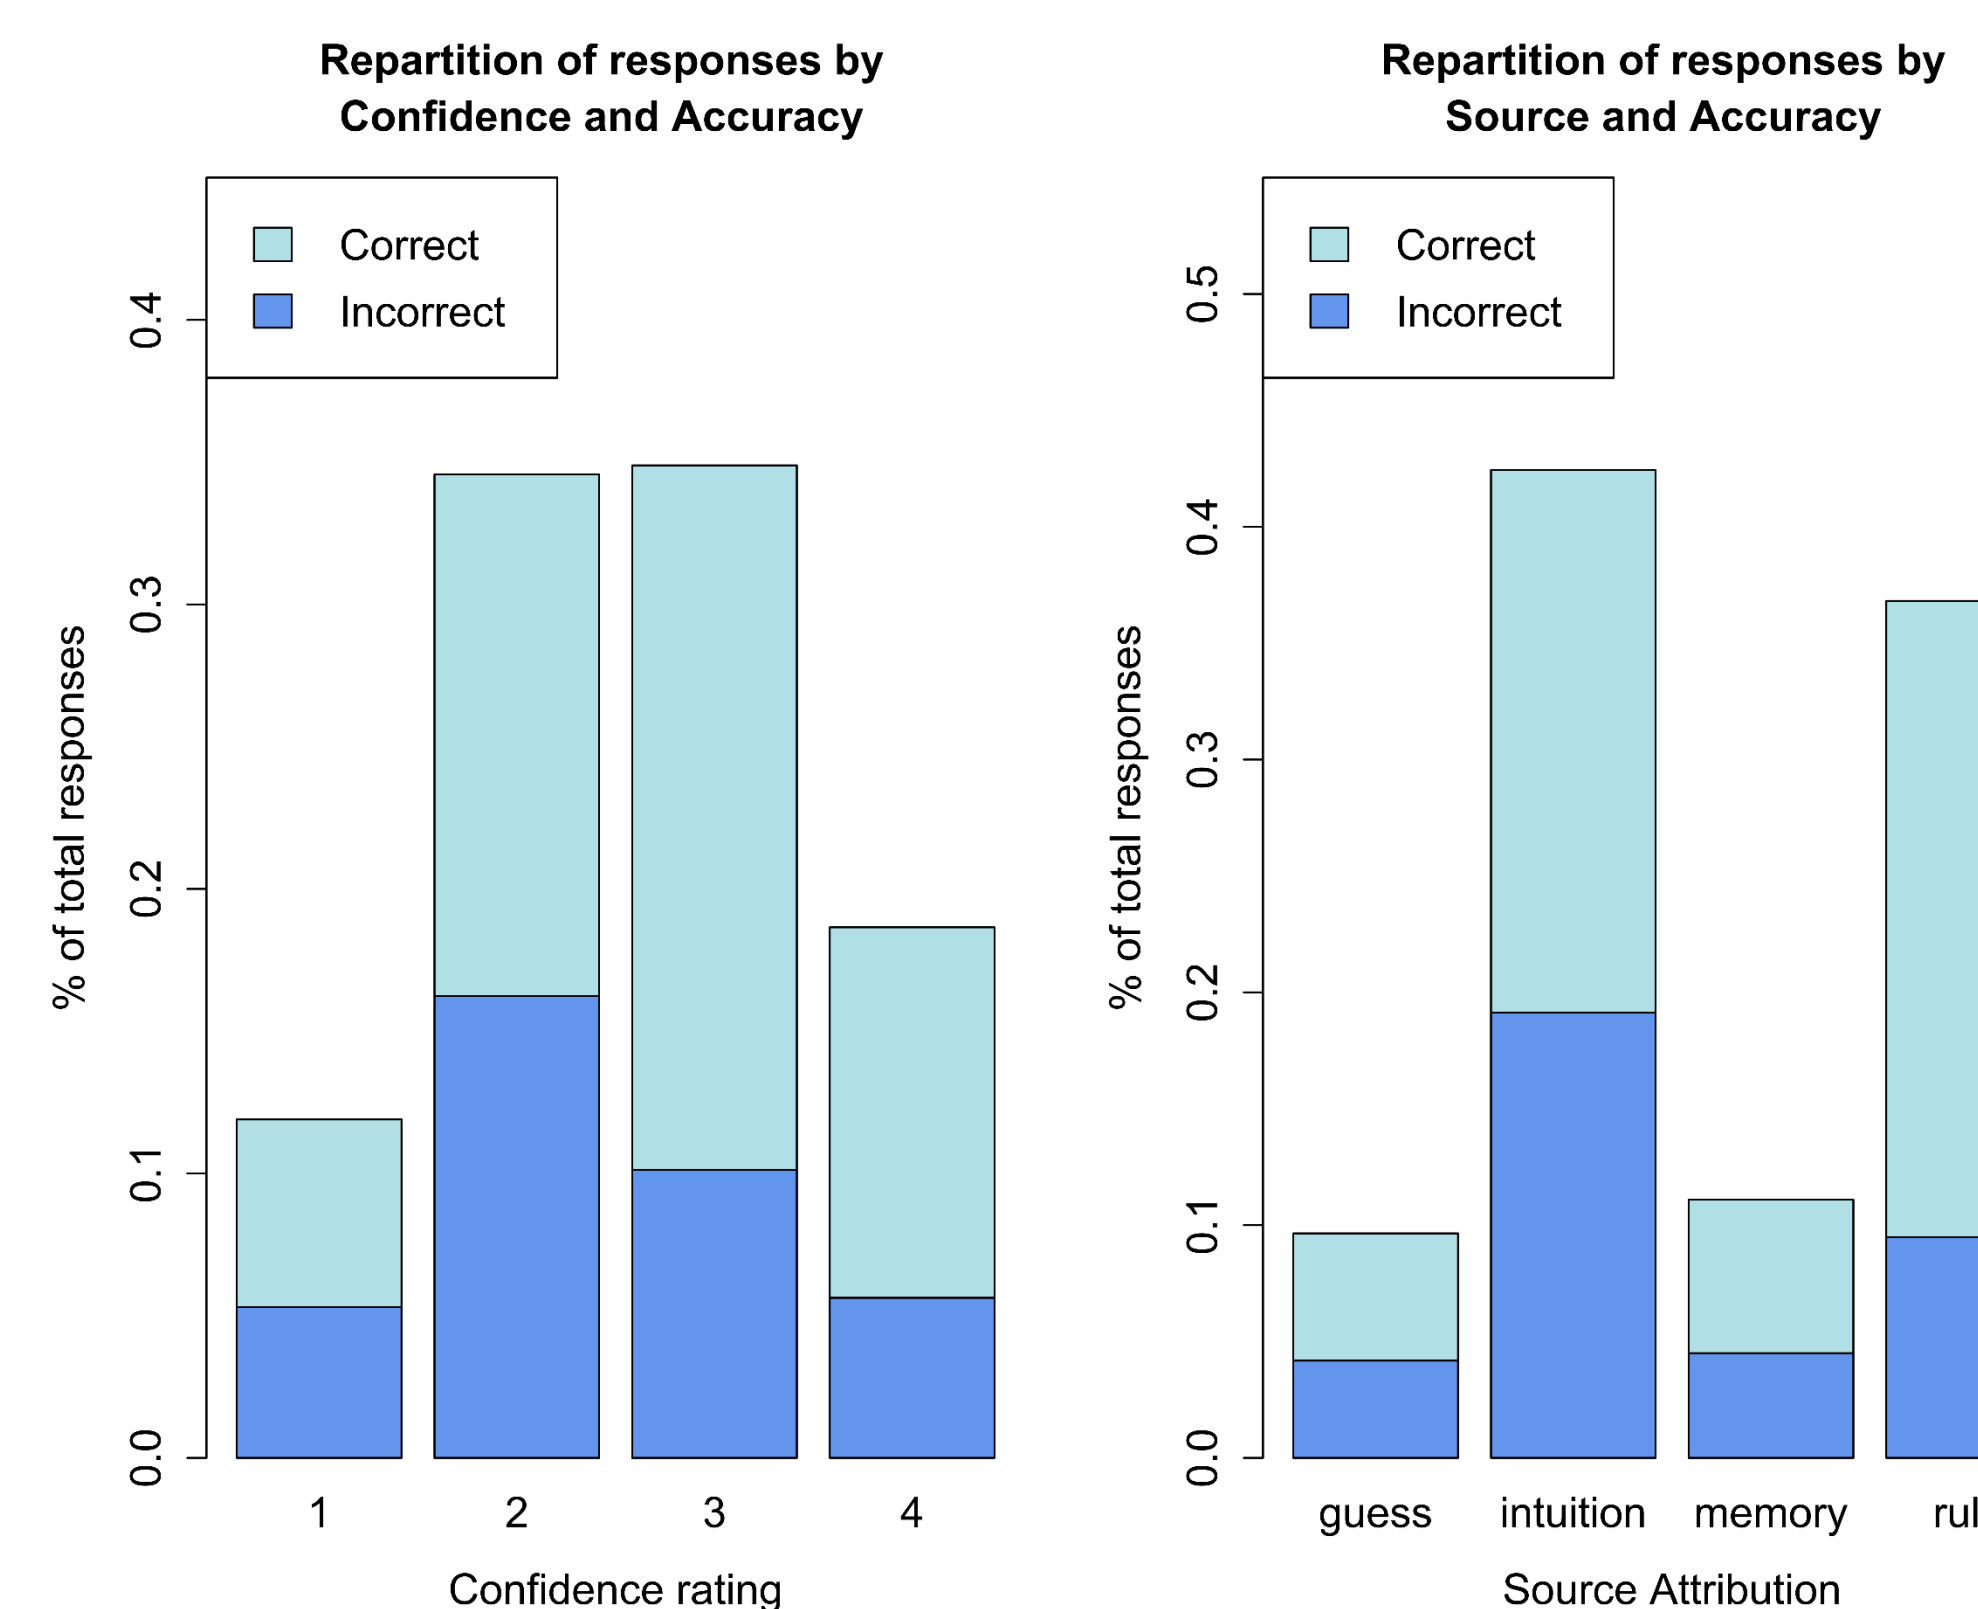 Repartition of responses by
Confidence and Accuracy
Correct
Incorrect
0.4
0.3
0.2
0.1
0.0
% of total responses
1 2 3 4
Confidence rating
Repartition of responses by
Source and Accuracy
Correct
Incorrect
0.5
0.4
0.3
0.2
0.1
0.0
% of total responses
guess intuition memory
Source Attribution